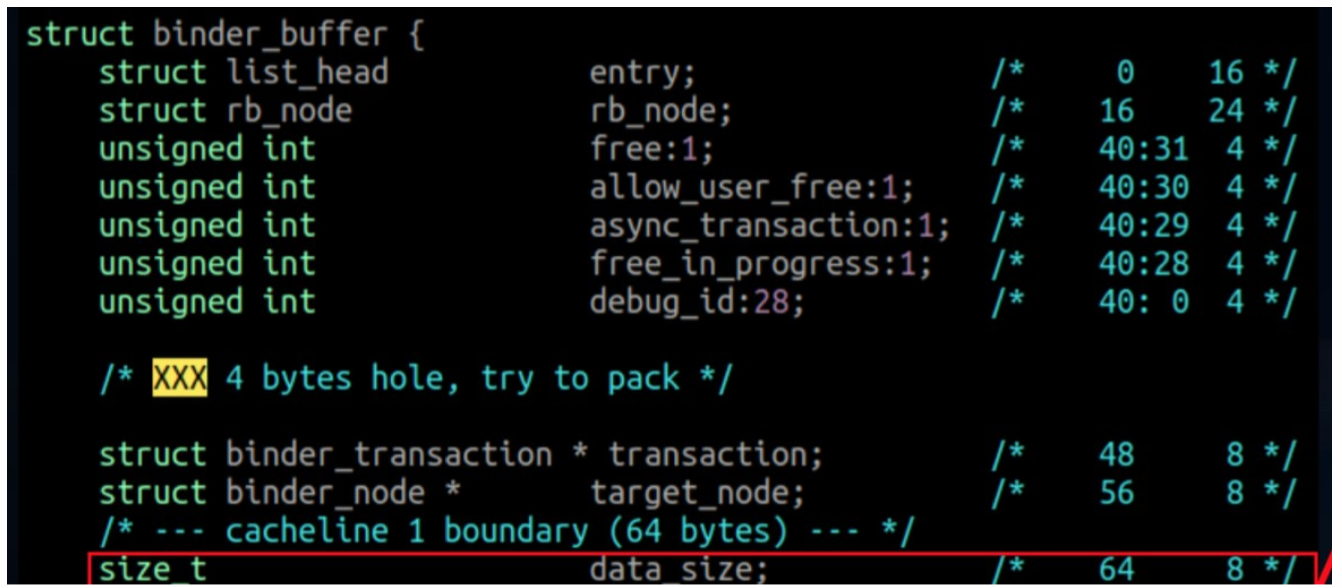 struct binder_buffer {
struct list_head entry; /* 0 16 */
struct rb_node rb_node; /* 16 24 */
unsigned int free:1; /* 40:31 4 */
unsigned int allow_user_free:1; /* 40:30 4 */
unsigned int async_transaction:1; /* 40:29 4 */
unsigned int free_in_progress:1; /* 40:28 4 */
unsigned int debug_id:28; /* 40: 0 4 */
/* XXX 4 bytes hole, try to pack */
struct binder_transaction * transaction; /* 48 8 */
struct binder_node * target_node; /* 56 8 */
/* --- cacheline 1 boundary (64 bytes) --- */
size_t data_size; /* 64 8 */